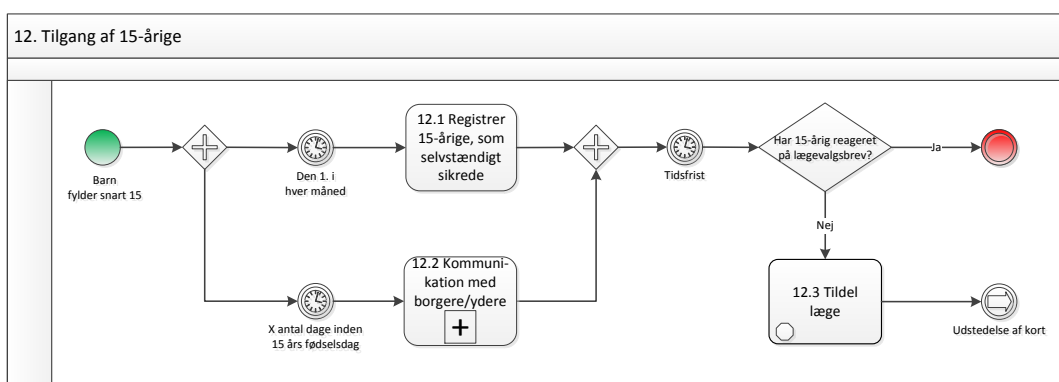 12. Tilgang af 15-årige
Barn
fylder snart 15
Den 1. i
hver måned
12.1 Registrer
15-årige, som
selvstændigt
sikrede
Tidsfrist
Har 15-årig reageret
på lægevalgsbrev?
Ja
Nej
X antal dage inden
15 års fødselsdag
12.2 Kommuni-
kation med
borgere/ydere
12.3 Tildel
læge
Udstedelse af kort